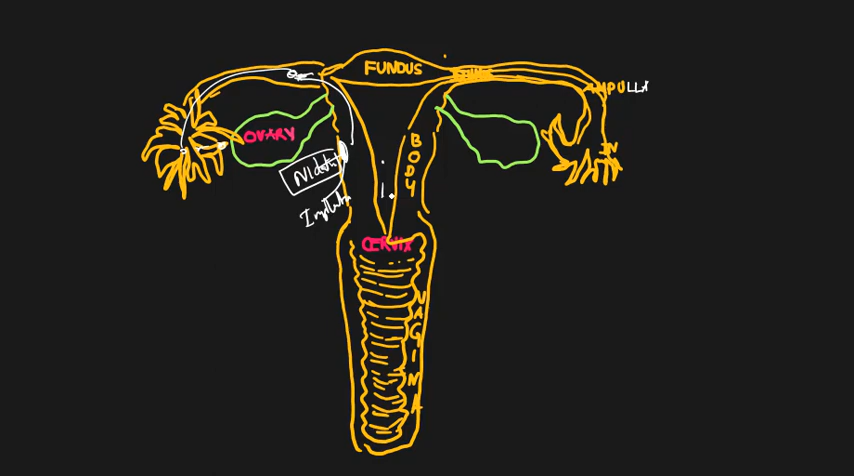 FUNDUS
AMPULLA
OVARY
BODY
CERVIX
VAGINA